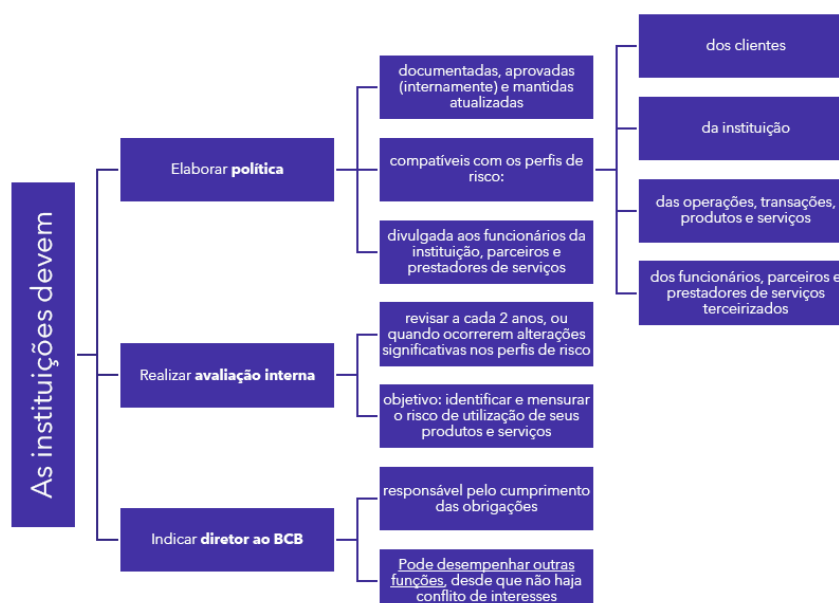 As instituições devem
Elaborar política
documentadas, aprovadas
(internamente) e mantidas
atualizadas
compatíveis com os perfis de
risco:
dos clientes
da instituição
das operações, transações,
produtos e serviços
dos funcionários, parceiros e
prestadores de serviços
terceirizados
divulgada aos funcionários da
instituição, parceiros e
prestadores de serviços
Realizar avaliação interna
revisar a cada 2 anos, ou
quando ocorrerem alterações
significativas nos perfis de risco
objetivo: identificar e mensurar
o risco de utilização de seus
produtos e serviços
Indicar diretor ao BCB
responsável pelo cumprimento
das obrigações
Pode desempenhar outras
funções, desde que não haja
conflito de interesses